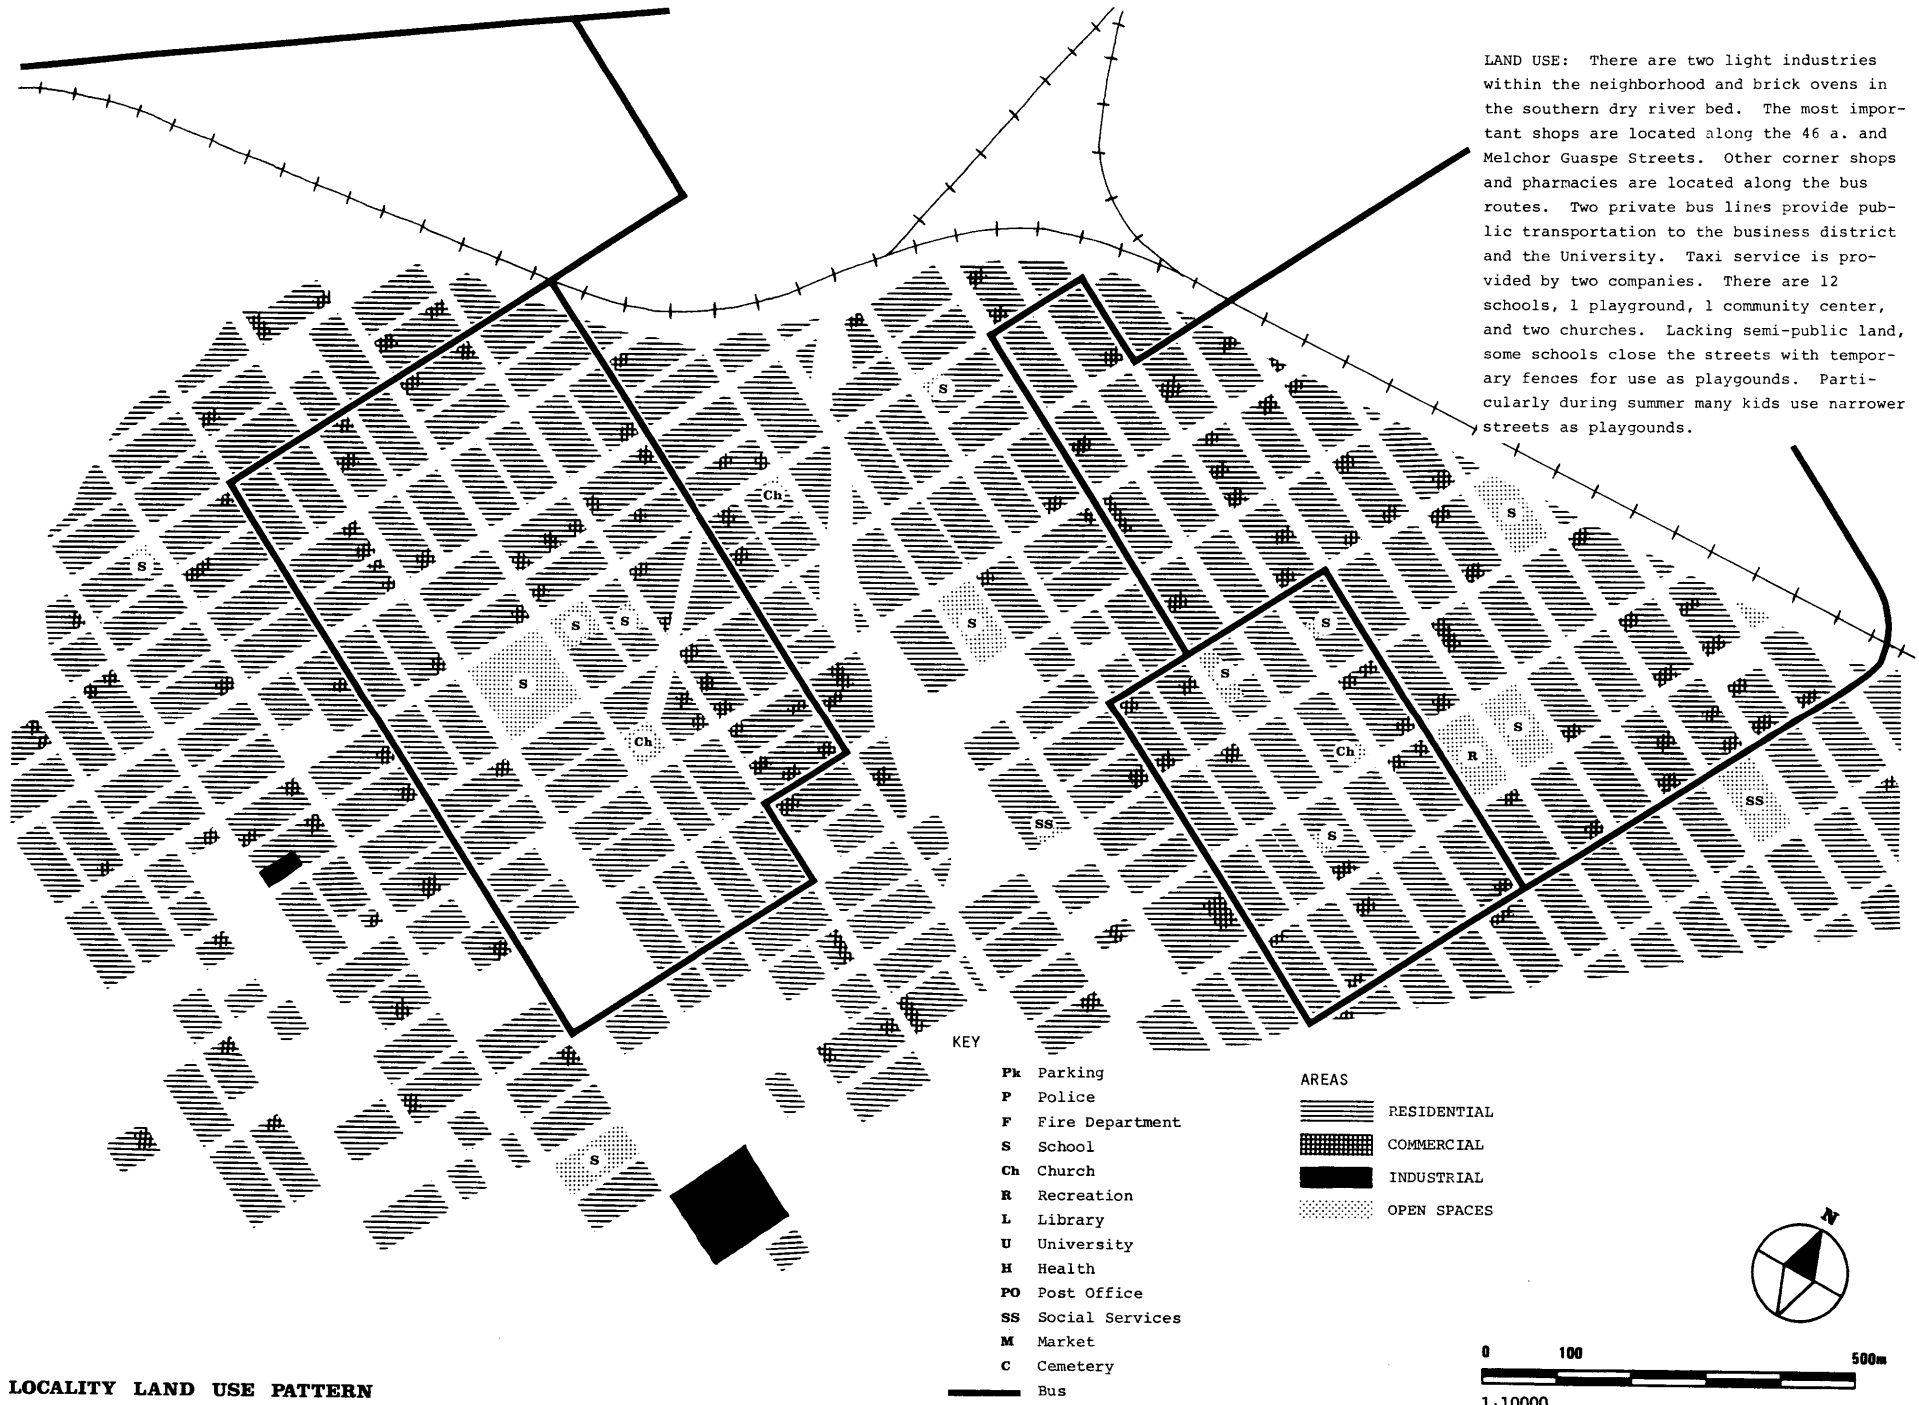 LAND USE: There are two light industries
within the neighborhood and brick ovens in
the southern dry river bed. The most impor-
tant shops are located along the 46 a. and
Melchor Guaspe Streets. Other corner shops
and pharmacies are located along the bus
routes. Two private bus lines provide pub-
lic transportation to the business district
and the University. Taxi service is pro-
vided by two companies. There are 12
schools, 1 playground, 1 community center,
and two churches. Lacking semi-public land,
some schools close the streets with tempor-
ary fences for use as playgounds. Parti-
cularly during summer many kids use narrower
streets as playgounds.
S
Ch
S
S
S
S
S
S
S
S
S
R
Ch
Ch
SS
SS
S
S
KEY
Pk Parking
P Police
F Fire Department
S School
Ch Church
R Recreation
L Library
U University
H Health
PO Post Office
SS Social Services
M Market
C Cemetery
Bus
AREAS
RESIDENTIAL
COMMERCIAL
INDUSTRIAL
OPEN SPACES
N
0 100 500m
1:10000
LOCALITY LAND USE PATTERN